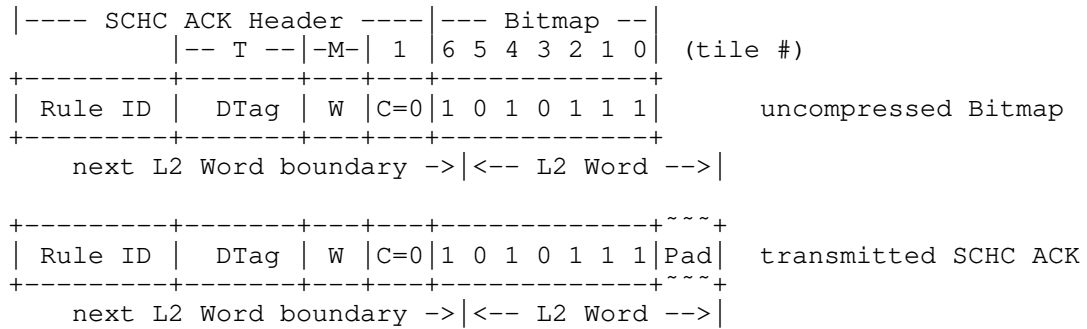 |---- SCHC ACK Header ----|--- Bitmap --|
            |-- T --|-M-| 1 |6 5 4 3 2 1 0|  (tile #)
+---------+-------+---+---+-------------+
| Rule ID |  DTag | W |C=0|1 0 1 0 1 1 1|      uncompressed Bitmap
+---------+-------+---+---+-------------+
    next L2 Word boundary ->|<-- L2 Word -->|

+---------+-------+---+---+-------------+~~~+
| Rule ID |  DTag | W |C=0|1 0 1 0 1 1 1|Pad|  transmitted SCHC ACK
+---------+-------+---+---+-------------+~~~+
    next L2 Word boundary ->|<-- L2 Word -->|